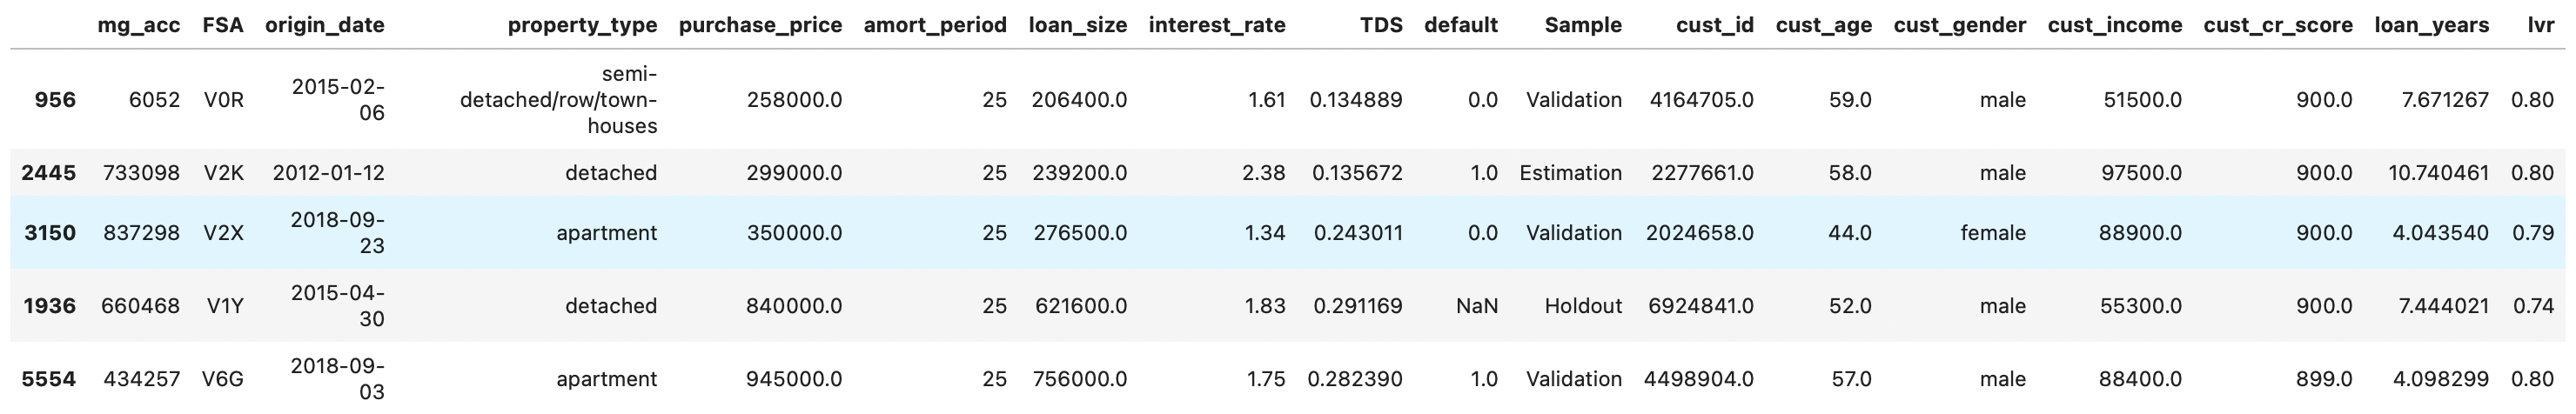 mg_acc FSA origin_date property_type purchase_price amort_period loan_size interest_rate TDS default Sample cust_id cust_age cust_gender cust_income cust_cr_score loan_years lvr
956 6052 V0R 2015-02-06 semi-detached/row/town-houses 258000.0 25 206400.0 1.61 0.134889 0.0 Validation 4164705.0 59.0 male 51500.0 900.0 7.671267 0.80
2445 733098 V2K 2012-01-12 detached 299000.0 25 239200.0 2.38 0.135672 1.0 Estimation 2277661.0 58.0 male 97500.0 900.0 10.740461 0.80
3150 837298 V2X 2018-09-23 apartment 350000.0 25 276500.0 1.34 0.243011 0.0 Validation 2024658.0 44.0 female 88900.0 900.0 4.043540 0.79
1936 660468 V1Y 2015-04-30 detached 840000.0 25 621600.0 1.83 0.291169 NaN Holdout 6924841.0 52.0 male 55300.0 900.0 7.444021 0.74
5554 434257 V6G 2018-09-03 apartment 945000.0 25 756000.0 1.75 0.282390 1.0 Validation 4498904.0 57.0 male 88400.0 899.0 4.098299 0.80